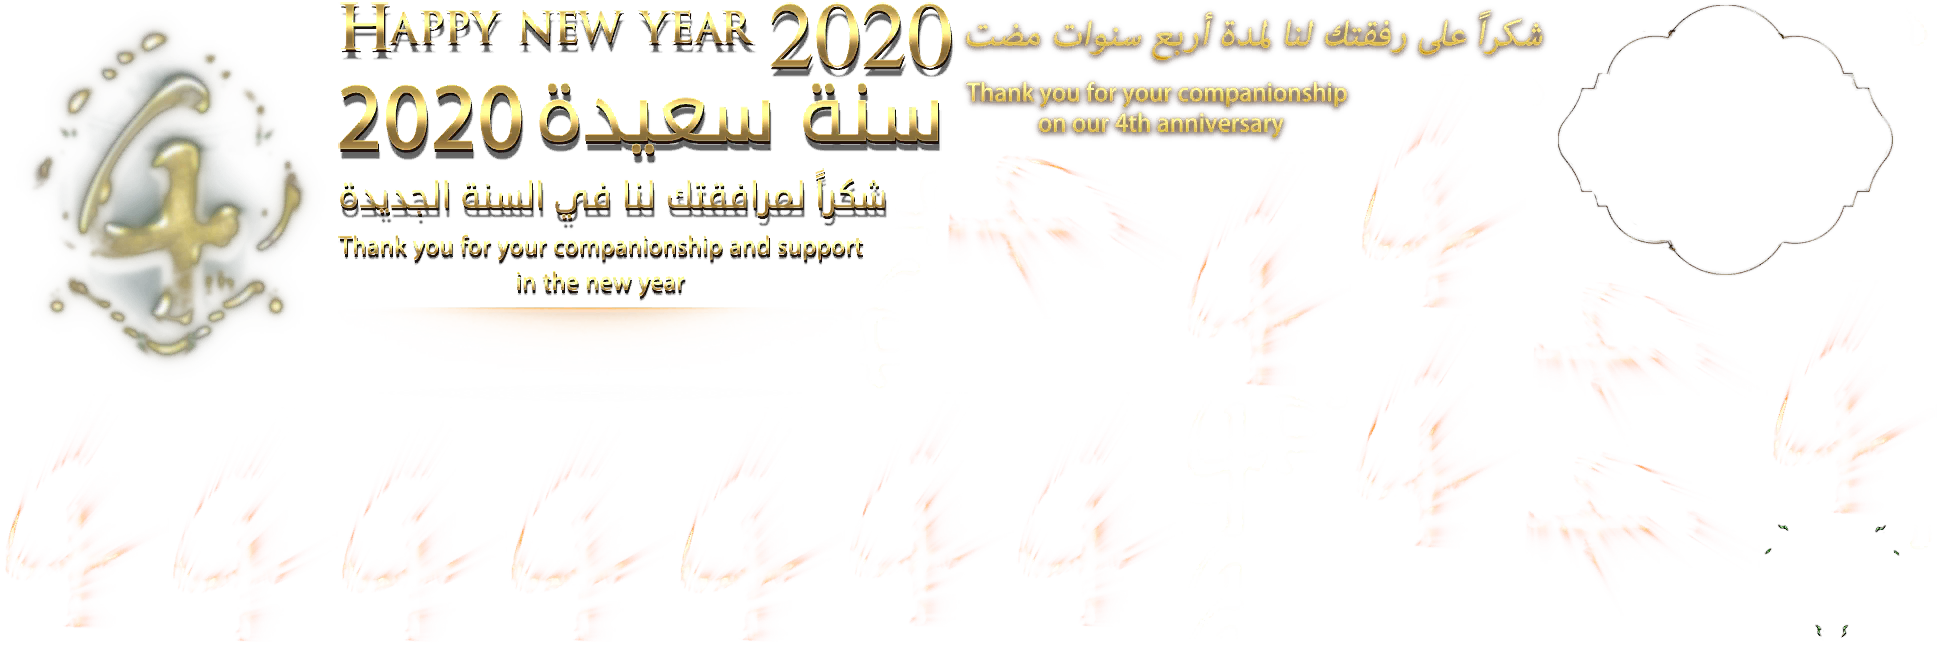 HAPPY NEW YEAR 2020
سنة سعيدة 2020
شكراً لمرافقتك لنا في السنة الجديدة
Thank you for your companionship and support
in the new year
شكراً على رفقتك لنا لمدة أربع سنوات مضت
Thank you for your companionship
on our 4th anniversary
4th